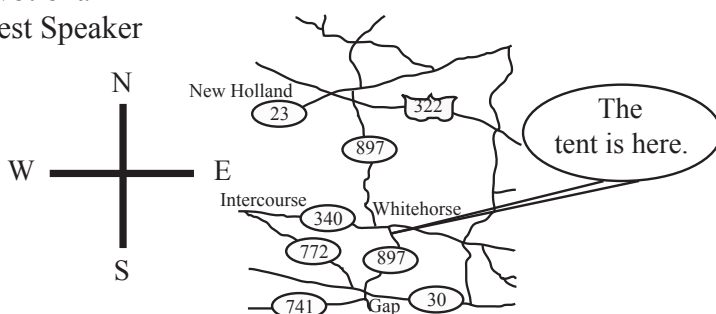 est Speaker
N
W
E
S
New Holland
23
322
897
The
tent is here.
Intercourse
Whitehorse
340
772
897
741
Gap
30